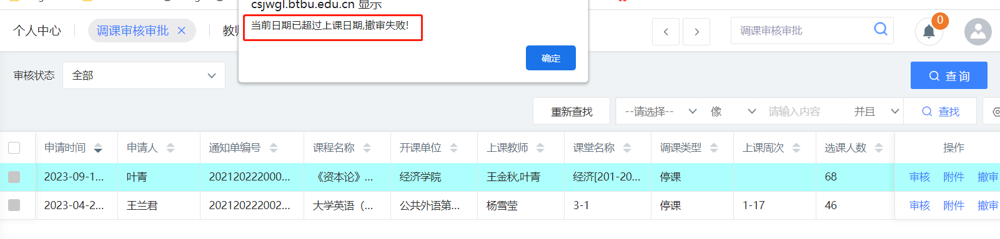 csjwgl.btbu.edu.cn 显示
当前日期已超过上课日期,撤审失败!
确定
个人中心
调课审核审批
调课审核审批
0
审核状态
全部
查询
重新查找
--请选择--
像
请输入内容
并且
查找
申请时间 申请人 通知单编号 课程名称 开课单位 上课教师 课堂名称 调课类型 上课周次 选课人数 操作
2023-09-1... 叶青 202120222000... 《资本论》... 经济学院 王金秋,叶青 经济[201-20... 停课 68 审核 附件 撤审
2023-04-2... 王兰君 202120222002... 大学英语（... 公共外语第... 杨雪莹 3-1 停课 1-17 46 审核 附件 撤审